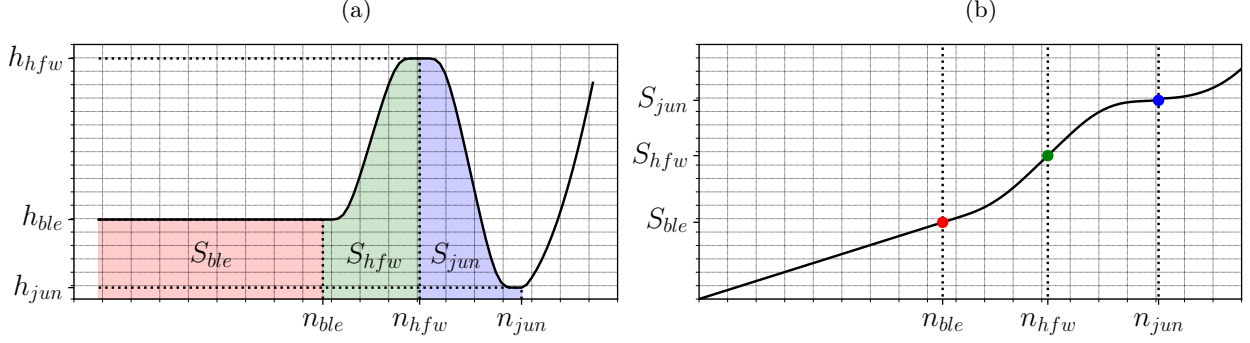 (a)
h_{hfw}
h_{ble}
h_{jun}
S_{ble}
S_{hfw}
S_{jun}
n_{ble}
n_{hfw}
n_{jun}
(b)
S_{jun}
S_{hfw}
S_{ble}
n_{ble}
n_{hfw}
n_{jun}